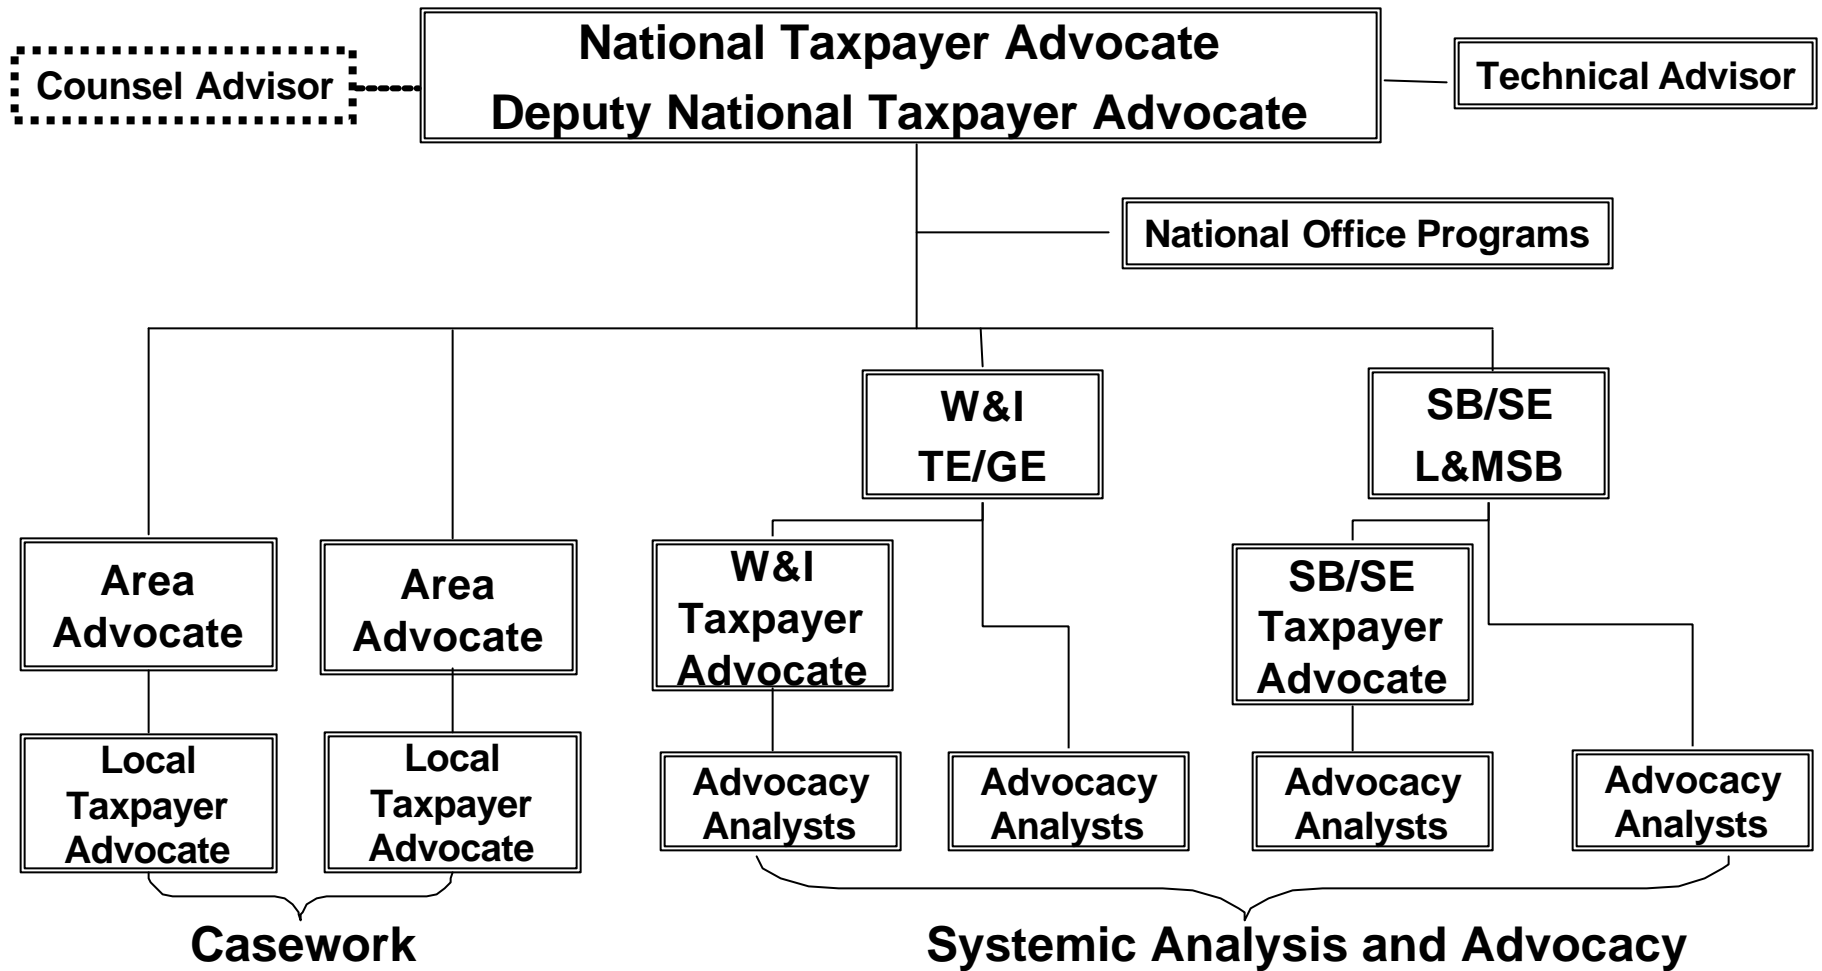 National Taxpayer Advocate
Deputy National Taxpayer Advocate
Counsel Advisor
Technical Advisor
National Office Programs
W&I
TE/GE
SB/SE
L&MSB
Area
Advocate
Area
Advocate
W&I
Taxpayer
Advocate
SB/SE
Taxpayer
Advocate
Local
Taxpayer
Advocate
Local
Taxpayer
Advocate
Advocacy
Analysts
Advocacy
Analysts
Advocacy
Analysts
Advocacy
Analysts
Casework
Systemic Analysis and Advocacy